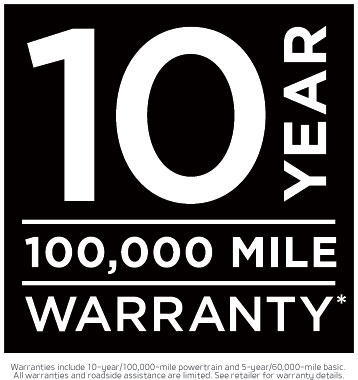 10 YEAR
100,000 MILE
WARRANTY*
Warranties include 10-year/100,000-mile powertrain and 5-year/60,000-mile basic.
All warranties and roadside assistance are limited. See retailer for warranty details.